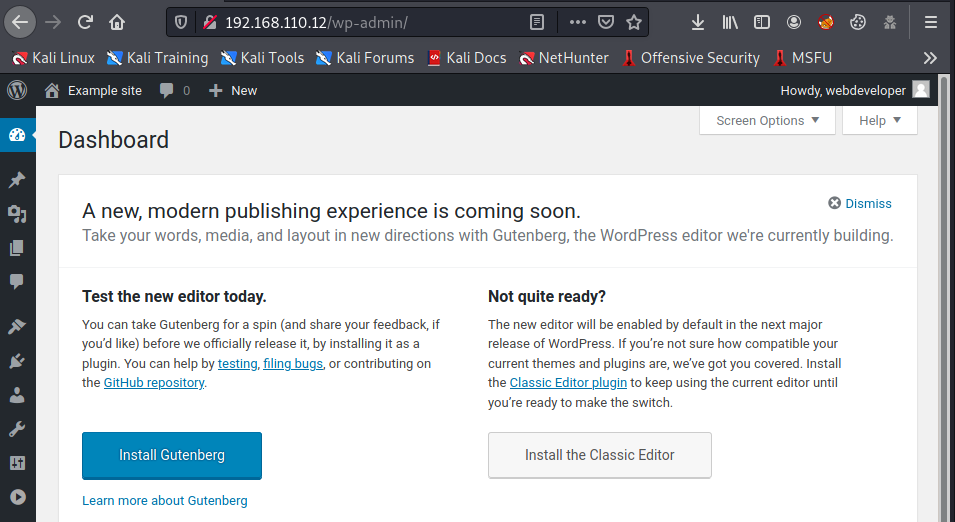 192.168.110.12/wp-admin/
Kali Linux Kali Training Kali Tools Kali Forums Kali Docs NetHunter Offensive Security MSFU
Example site 0 New Howdy, webdeveloper
Screen Options Help
Dashboard
A new, modern publishing experience is coming soon. Dismiss
Take your words, media, and layout in new directions with Gutenberg, the WordPress editor we're currently building.
Test the new editor today.
You can take Gutenberg for a spin (and share your feedback, if
you’d like) before we officially release it, by installing it as a
plugin. You can help by testing, filing bugs, or contributing on
the GitHub repository.
Install Gutenberg
Learn more about Gutenberg
Not quite ready?
The new editor will be enabled by default in the next major
release of WordPress. If you’re not sure how compatible your
current themes and plugins are, we’ve got you covered. Install
the Classic Editor plugin to keep using the current editor until
you’re ready to make the switch.
Install the Classic Editor